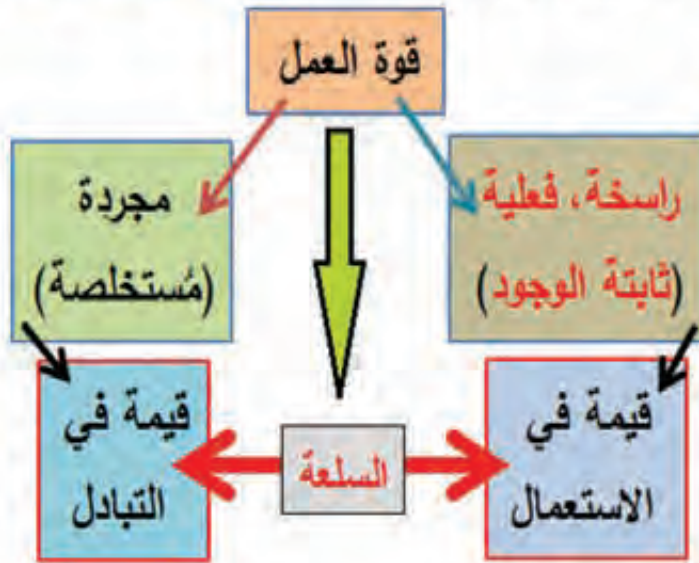 قوة العمل
راسخة، فعلية
(ثابتة الوجود)
مجردة
(مُستخلصة)
قيمة في
الاستعمال
السلعة
قيمة في
التبادل